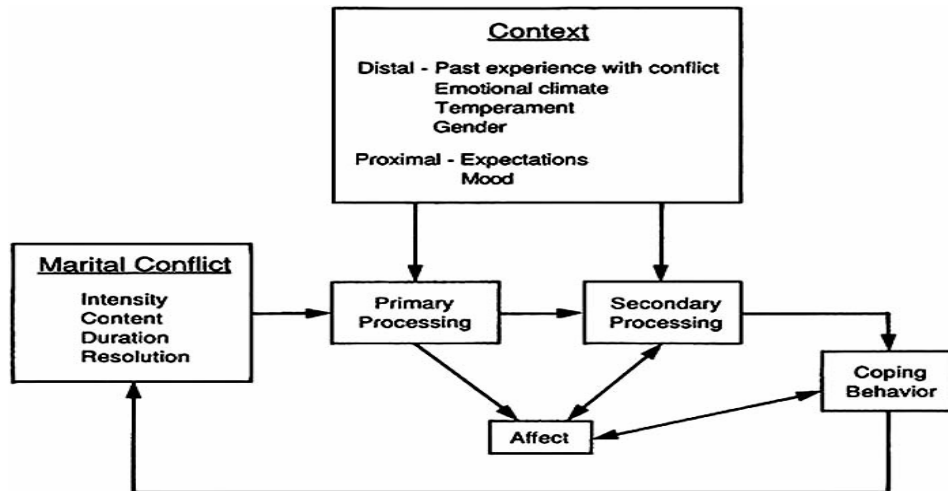 Context
Distal - Past experience with conflict
Emotional climate
Temperament
Gender
Proximal - Expectations
Mood
Marital Conflict
Intensity
Content
Duration
Resolution
Primary
Processing
Secondary
Processing
Coping
Behavior
Affect